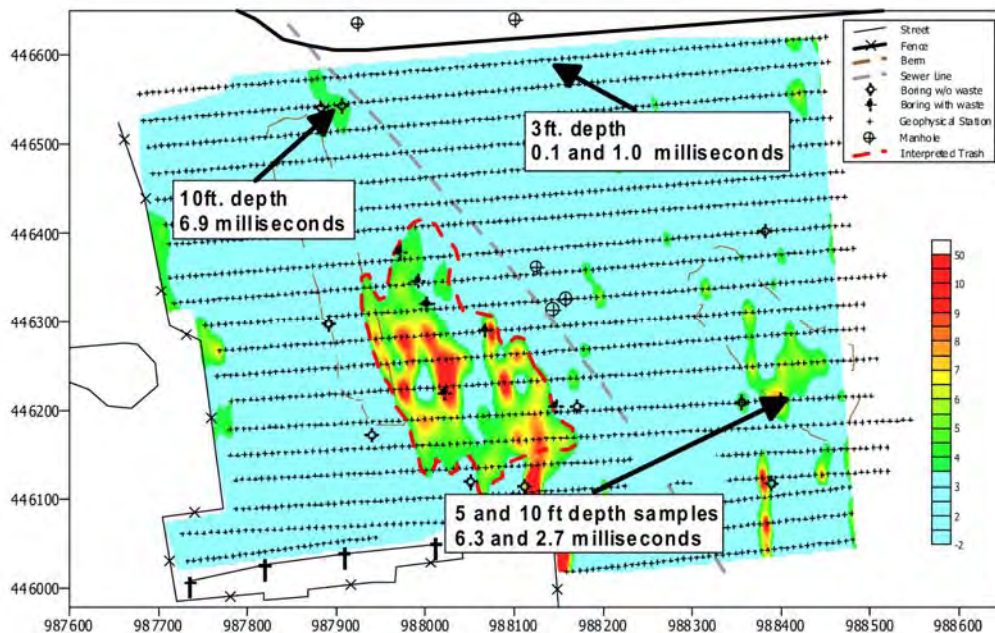 446600
446500
446400
446300
446200
446100
446000
987600
987700
987800
987900
988000
988100
988200
988300
988400
988500
988600
3ft. depth
0.1 and 1.0 milliseconds
10ft. depth
6.9 milliseconds
5 and 10 ft depth samples
6.3 and 2.7 milliseconds
Street
Fence
Berm
Sewer Line
Boring w/o waste
Boring with waste
Geophysical Station
Manhole
Interpreted Trash
50
10
9
8
7
6
5
4
3
2
-2